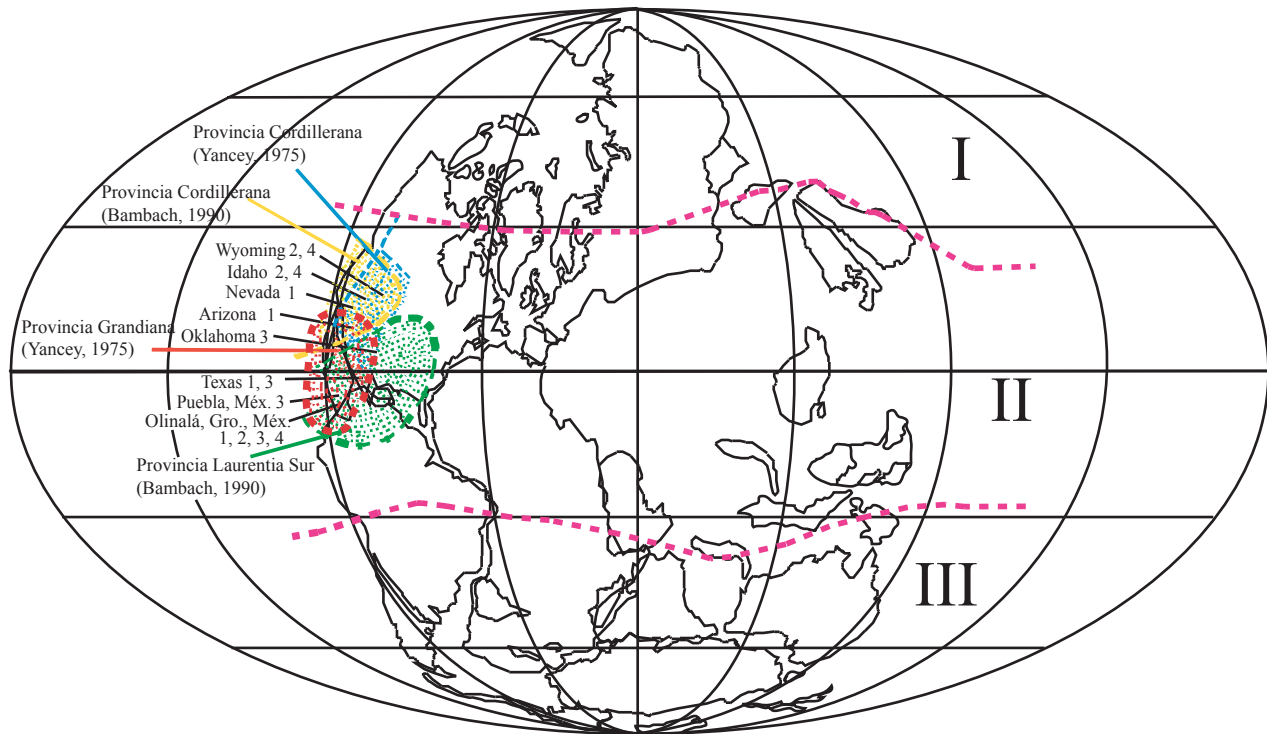 Provincia Cordillerana
(Yancey, 1975)
Provincia Cordillerana
(Bambach, 1990)
Wyoming 2, 4
Idaho 2, 4
Nevada 1
Arizona 1
Provincia Grandiana
Oklahoma 3
(Yancey, 1975)
Texas 1, 3
Puebla, Méx. 3
Olinalá, Gro., Méx.
1, 2, 3, 4
Provincia Laurentia Sur
(Bambach, 1990)
I
II
III